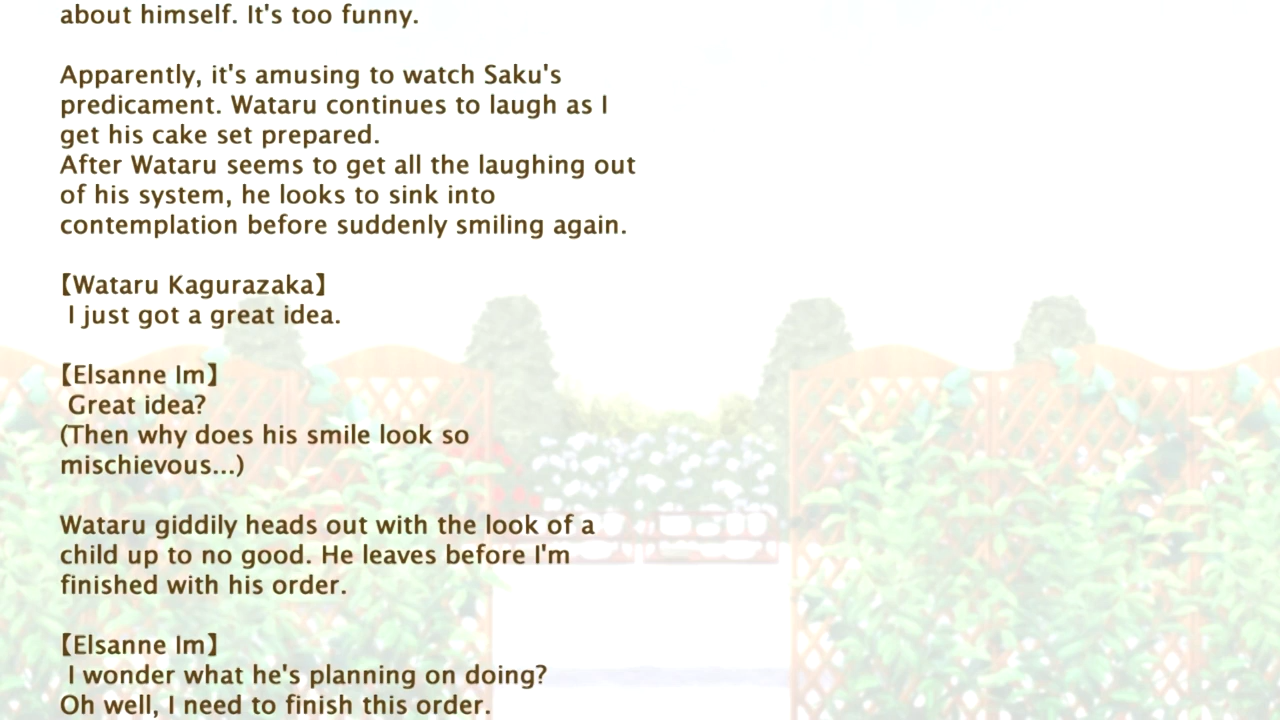 about himself. It's too funny.
Apparently, it's amusing to watch Saku's
predicament. Wataru continues to laugh as I
get his cake set prepared.
After Wataru seems to get all the laughing out
of his system, he looks to sink into
contemplation before suddenly smiling again.
【Wataru Kagurazaka】
I just got a great idea.
【Elsanne Im】
Great idea?
(Then why does his smile look so
mischievous...)
Wataru giddily heads out with the look of a
child up to no good. He leaves before I'm
finished with his order.
【Elsanne Im】
I wonder what he's planning on doing?
Oh well, I need to finish this order.